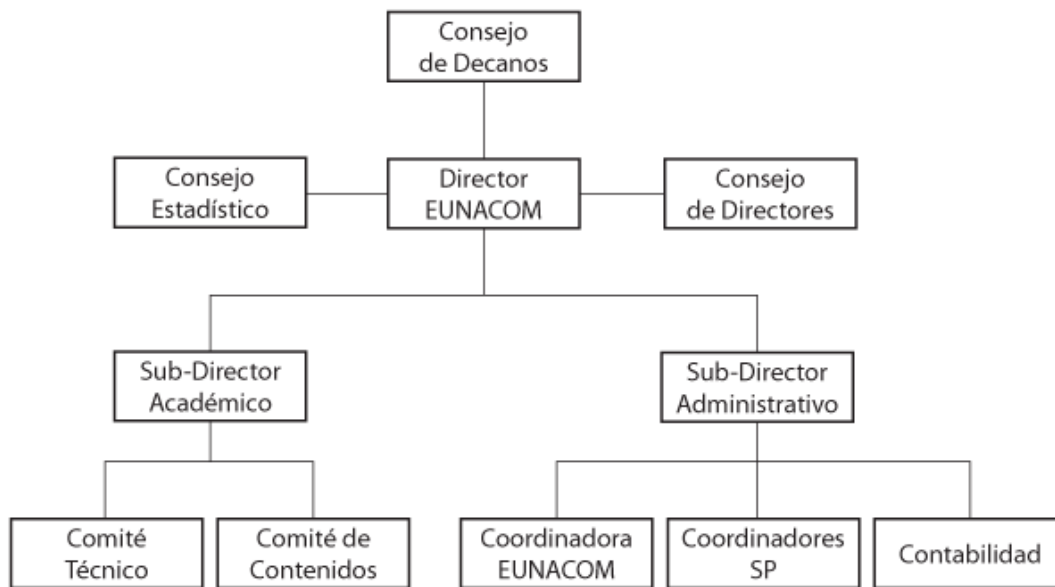 Consejo
de Decanos
Consejo
Estadístico
Director
EUNACOM
Consejo
de Directores
Sub-Director
Académico
Sub-Director
Administrativo
Comité
Técnico
Comité de
Contenidos
Coordinadora
EUNACOM
Coordinadores
SP
Contabilidad